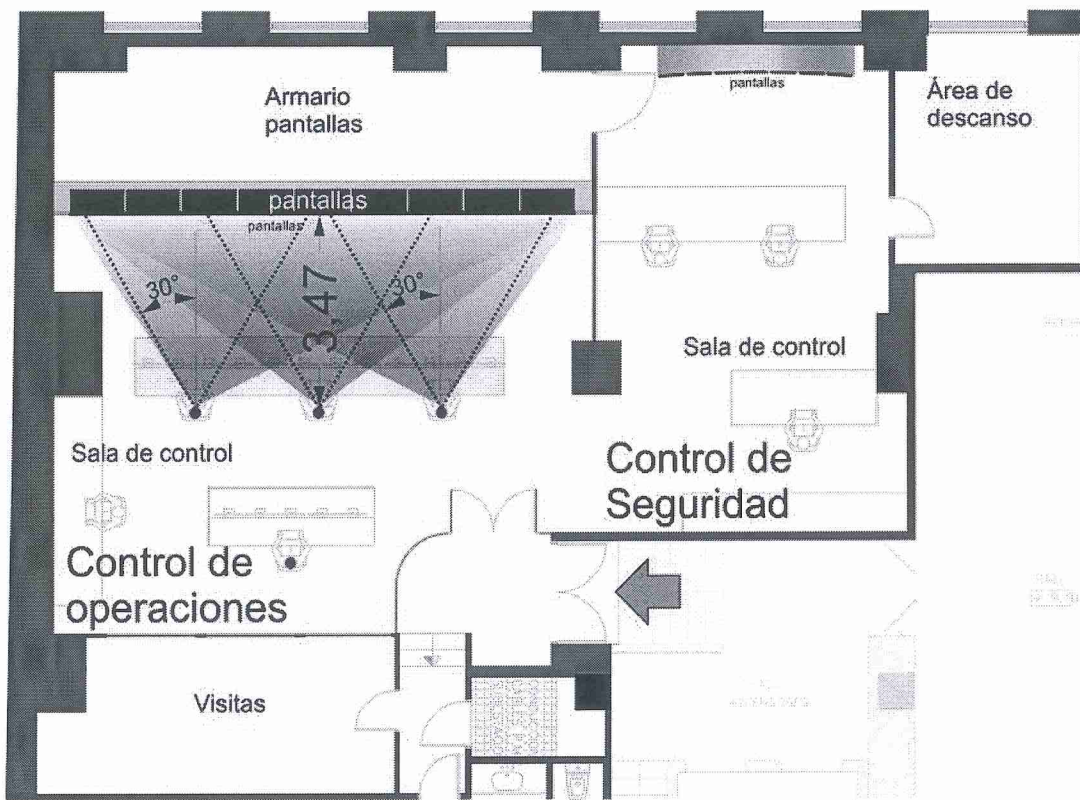 Armario
pantallas
pantallas
Área de
descanso
pantallas
pantallas
30°
3,47
30°
Sala de control
Sala de control
Control de
Seguridad
Control de
operaciones
Visitas